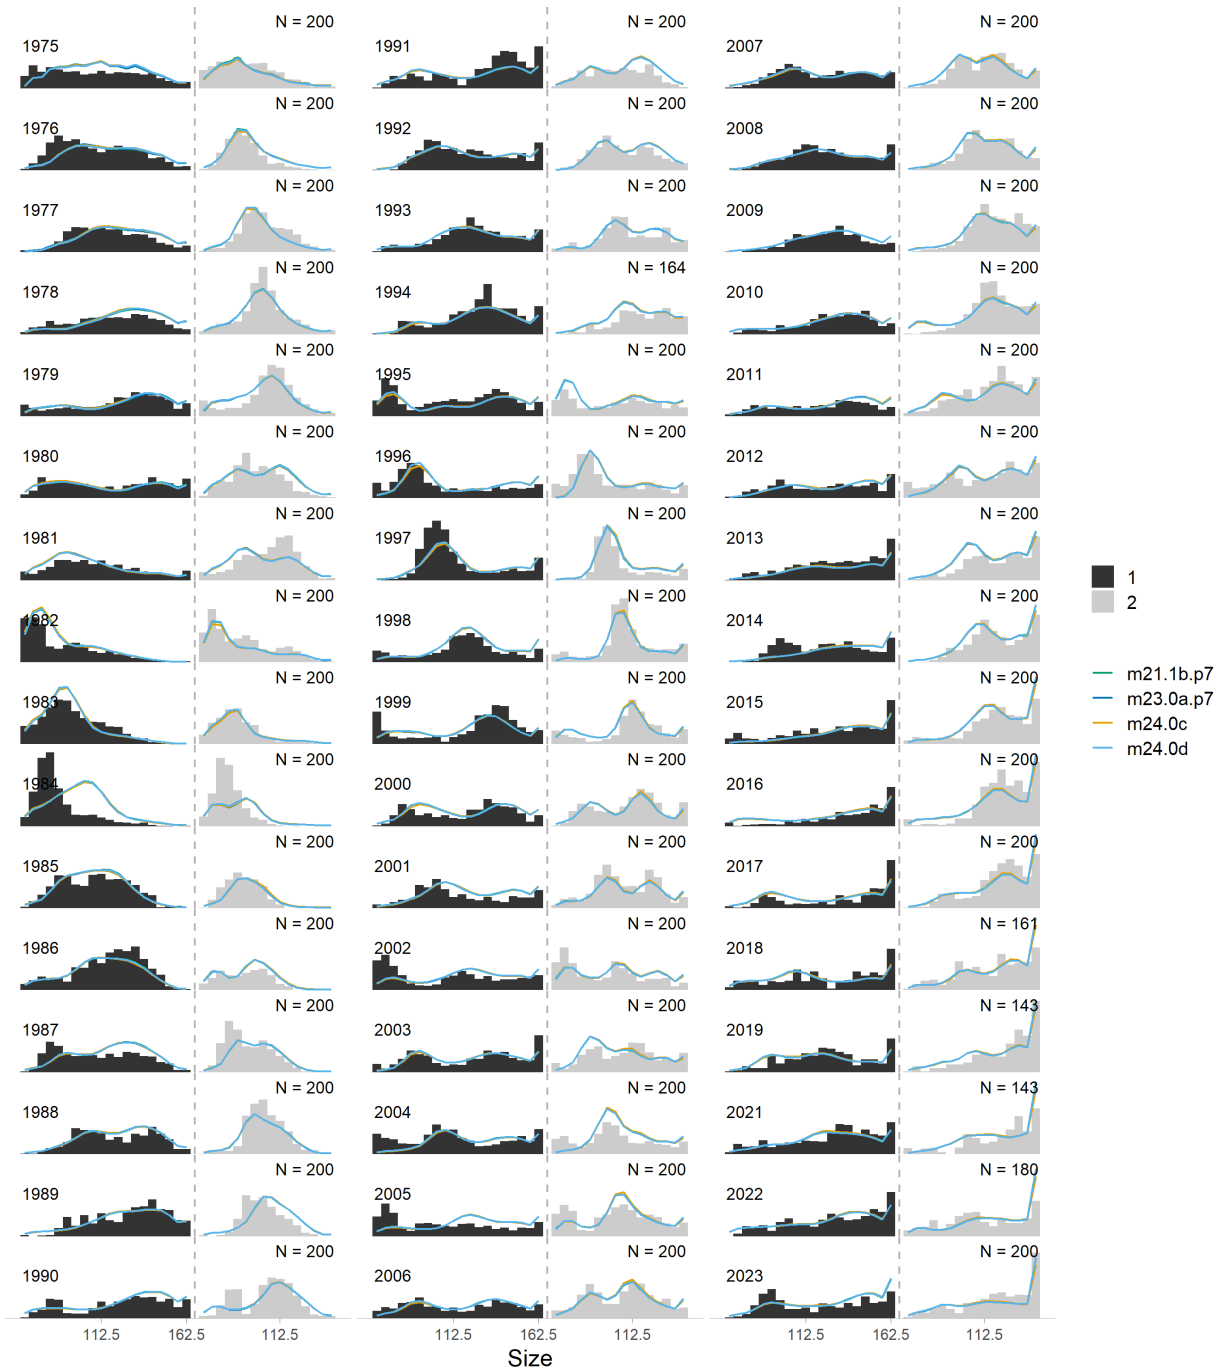 N = 200
N = 200
N = 200
1975
1991
2007
N = 200
N = 200
N = 200
1976
1992
2008
N = 200
N = 200
N = 200
1977
1993
2009
N = 200
N = 164
N = 200
1978
1994
2010
N = 200
N = 200
N = 200
1979
1995
2011
N = 200
N = 200
N = 200
1980
1996
2012
N = 200
N = 200
N = 200
1981
1997
2013
N = 200
N = 200
N = 200
1982
1998
2014
N = 200
N = 200
N = 200
1983
1999
2015
N = 200
N = 200
N = 200
1984
2000
2016
N = 200
N = 200
N = 200
1985
2001
2017
N = 200
N = 200
N = 161
1986
2002
2018
N = 200
N = 200
N = 143
1987
2003
2019
N = 200
N = 200
N = 143
1988
2004
2021
N = 200
N = 200
N = 180
1989
2005
2022
N = 200
N = 200
N = 200
1990
2006
2023
112.5
162.5
112.5
112.5
162.5
112.5
112.5
162.5
112.5
Size
1
2
m21.1b.p7
m23.0a.p7
m24.0c
m24.0d